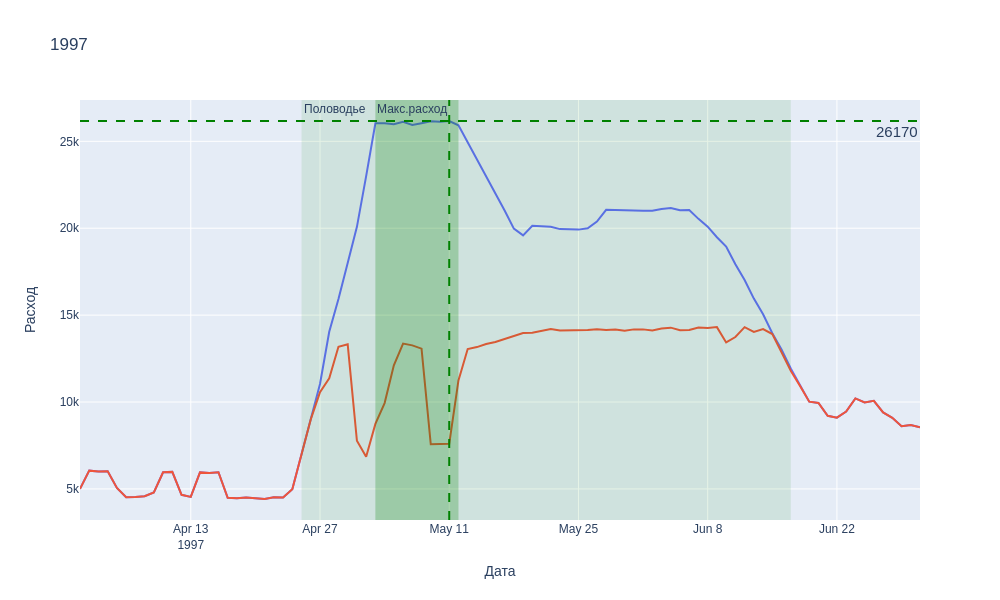 1997
Половодье
Макс.расход
26170
25k
20k
15k
10k
5k
Расход
Apr 13
1997
Apr 27
May 11
May 25
Jun 8
Jun 22
Дата